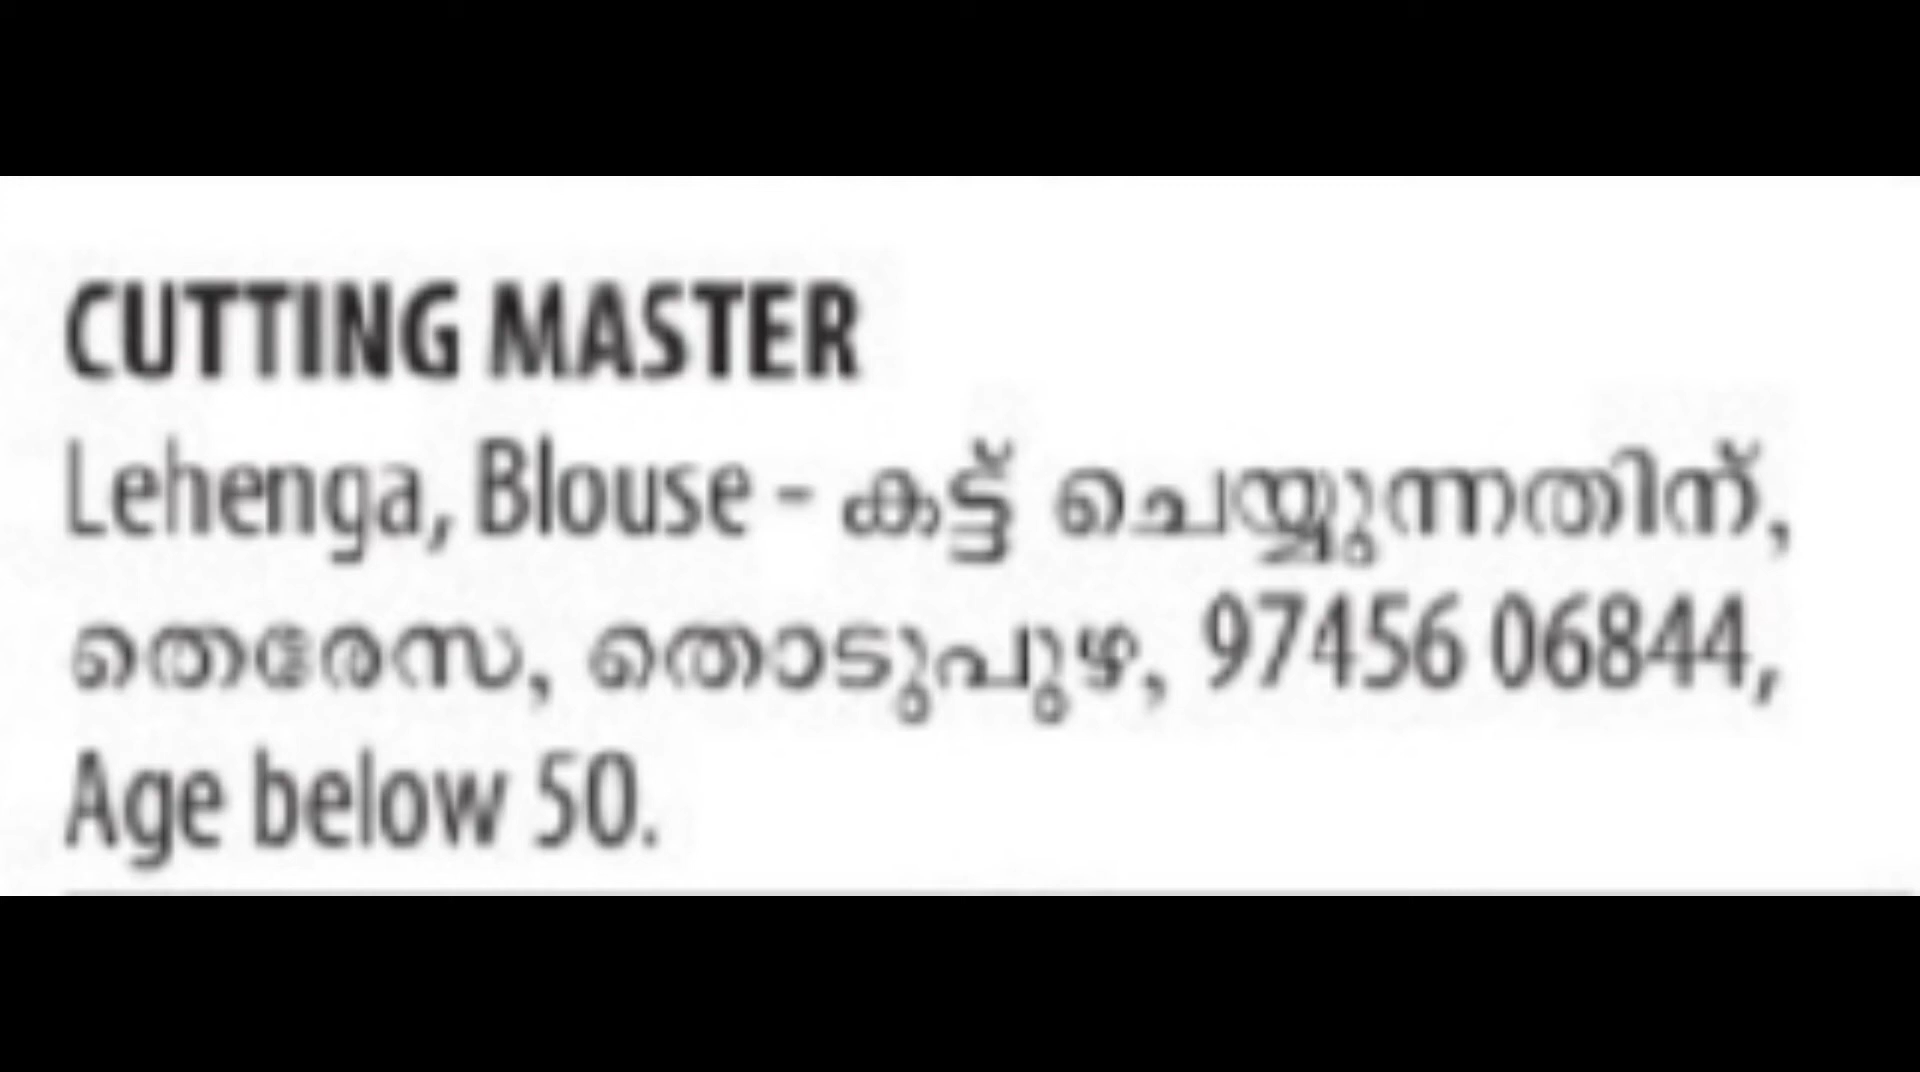 CUTTING MASTER
Lehenga, Blouse - കട്ട് ചെയ്യുന്നതിന്,
തെരേസ, തൊടുപുഴ, 97456 06844,
Age below 50.